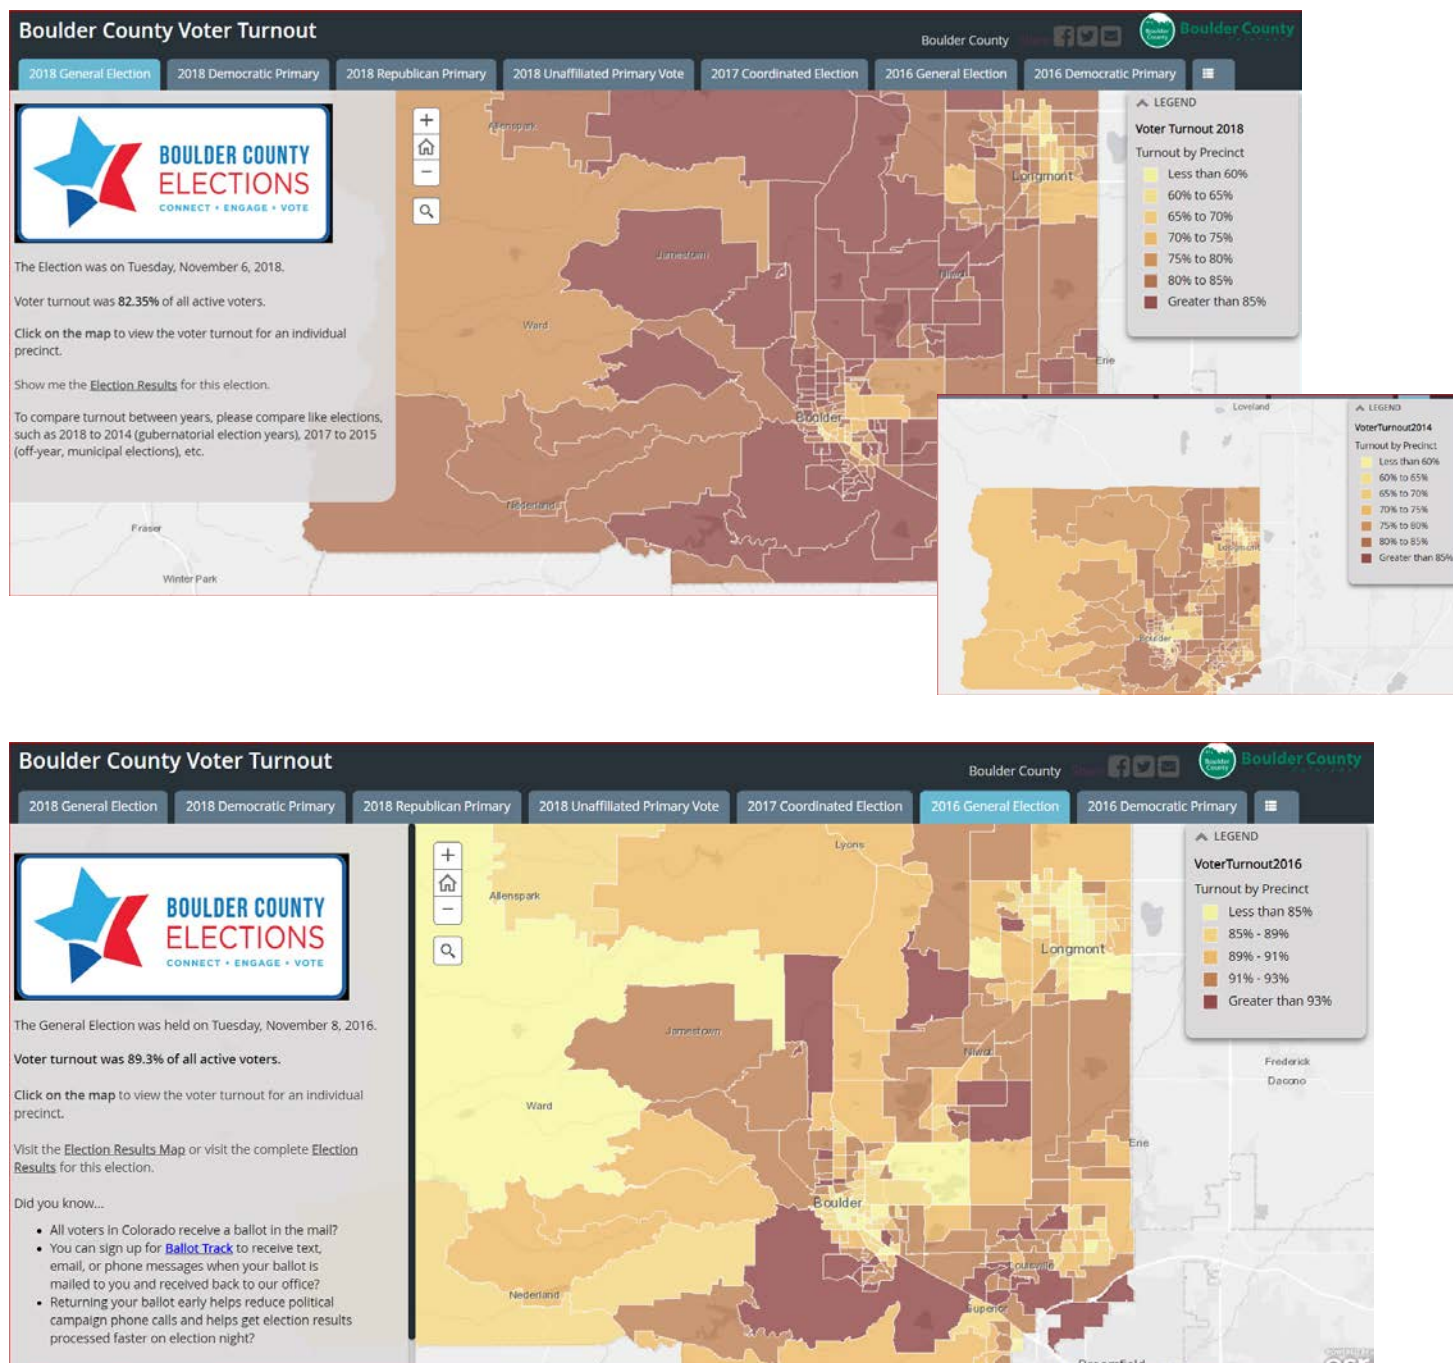 Boulder County Voter Turnout
Boulder County
Boulder County
2018 General Election
2018 Democratic Primary
2018 Republican Primary
2018 Unaffiliated Primary Vote
2017 Coordinated Election
2016 General Election
2016 Democratic Primary
BOULDER COUNTY
ELECTIONS
CONNECT • ENGAGE • VOTE
The Election was on Tuesday, November 6, 2018.
Voter turnout was 82.35% of all active voters.
Click on the map to view the voter turnout for an individual
precinct.
Show me the Election Results for this election.
To compare turnout between years, please compare like elections,
such as 2018 to 2014 (gubernatorial election years), 2017 to 2015
(off-year, municipal elections), etc.
Allenspark
Longmont
Jamestown
Niwot
Ward
Erie
Boulder
Nederland
Fraser
Winter Park
LEGEND
Voter Turnout 2018
Turnout by Precinct
Less than 60%
60% to 65%
65% to 70%
70% to 75%
75% to 80%
80% to 85%
Greater than 85%
Loveland
Longmont
Boulder
LEGEND
VoterTurnout2014
Turnout by Precinct
Less than 60%
60% to 65%
65% to 70%
70% to 75%
75% to 80%
80% to 85%
Greater than 85%
Boulder County Voter Turnout
Boulder County
Boulder County
2018 General Election
2018 Democratic Primary
2018 Republican Primary
2018 Unaffiliated Primary Vote
2017 Coordinated Election
2016 General Election
2016 Democratic Primary
BOULDER COUNTY
ELECTIONS
CONNECT • ENGAGE • VOTE
The General Election was held on Tuesday, November 8, 2016.
Voter turnout was 89.3% of all active voters.
Click on the map to view the voter turnout for an individual
precinct.
Visit the Election Results Map or visit the complete Election
Results for this election.
Did you know...
• All voters in Colorado receive a ballot in the mail?
• You can sign up for Ballot Track to receive text,
email, or phone messages when your ballot is
mailed to you and received back to our office?
• Returning your ballot early helps reduce political
campaign phone calls and helps get election results
processed faster on election night?
Lyons
Allenspark
Longmont
Jamestown
Niwot
Ward
Erie
Boulder
Louisville
Nederland
Superior
Frederick
Dacono
LEGEND
VoterTurnout2016
Turnout by Precinct
Less than 85%
85% - 89%
89% - 91%
91% - 93%
Greater than 93%